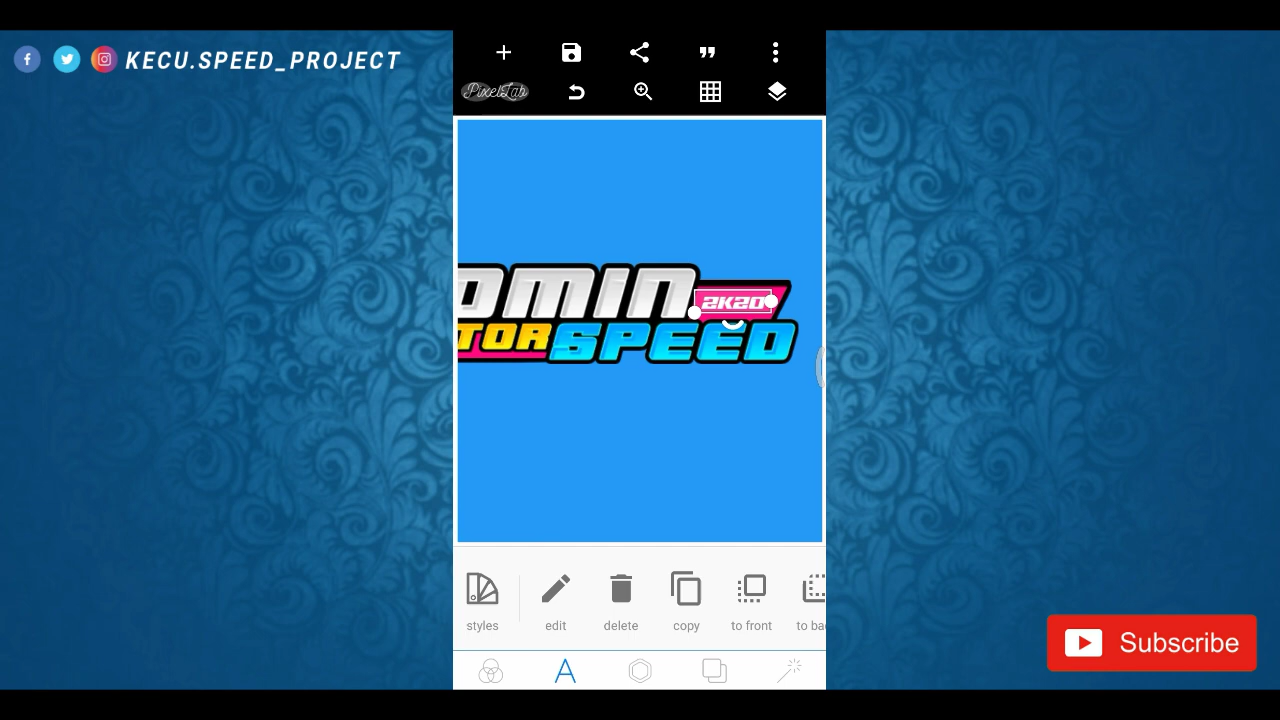 KECU.SPEED_PROJECT
PixelLab
OMIN
2K20
TOR SPEED
styles
edit
delete
copy
to front
to ba
Subscribe